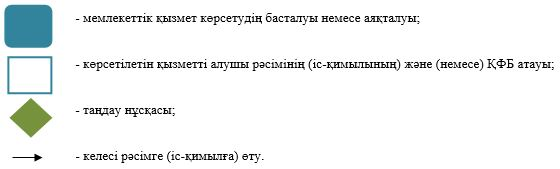 - мемлекеттік қызмет көрсетудің басталуы немесе аяқталуы;
- көрсетілетін қызметті алушы рәсімінің (іс-қимылының) және (немесе) ҚФБ атауы;
- таңдау нұсқасы;
- келесі рәсімге (іс-қимылға) өту.